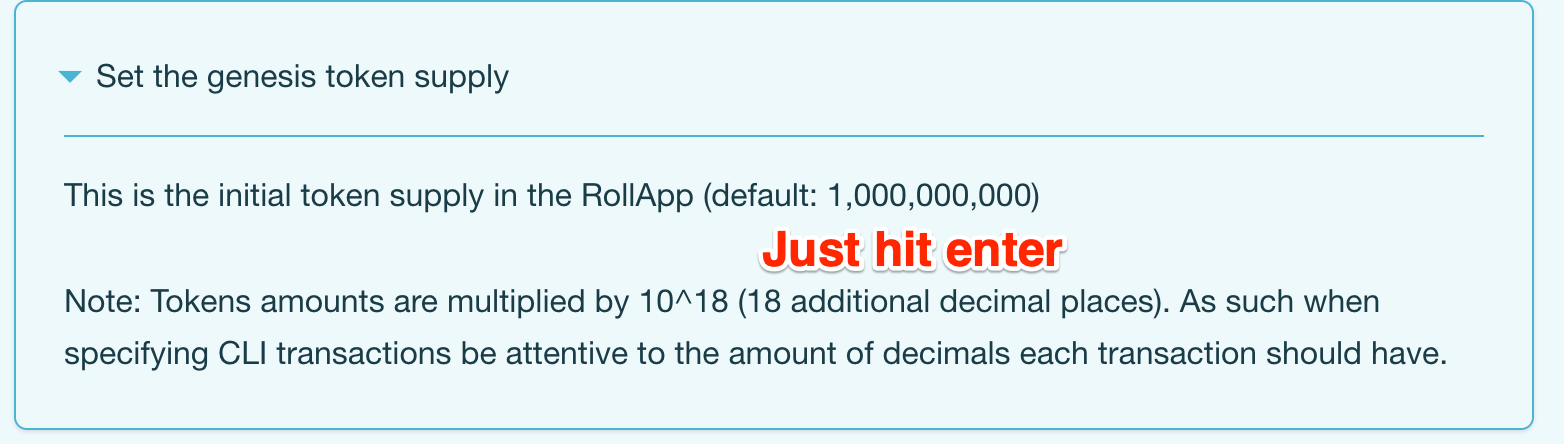 Set the genesis token supply
This is the initial token supply in the RollApp (default: 1,000,000,000)
Just hit enter
Note: Tokens amounts are multiplied by 10^18 (18 additional decimal places). As such when
specifying CLI transactions be attentive to the amount of decimals each transaction should have.